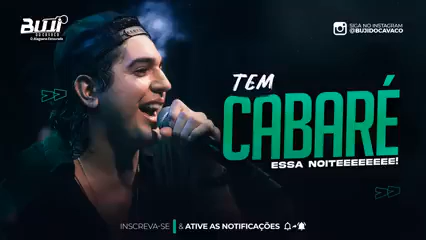 BUJI
DO CAVACO
SIGA NO INSTAGRAM
@BUJIDOCAVACO
TEM
CABARÉ
ESSA NOITEEEEEEEE!
INSCREVA-SE & ATIVE AS NOTIFICAÇÕES